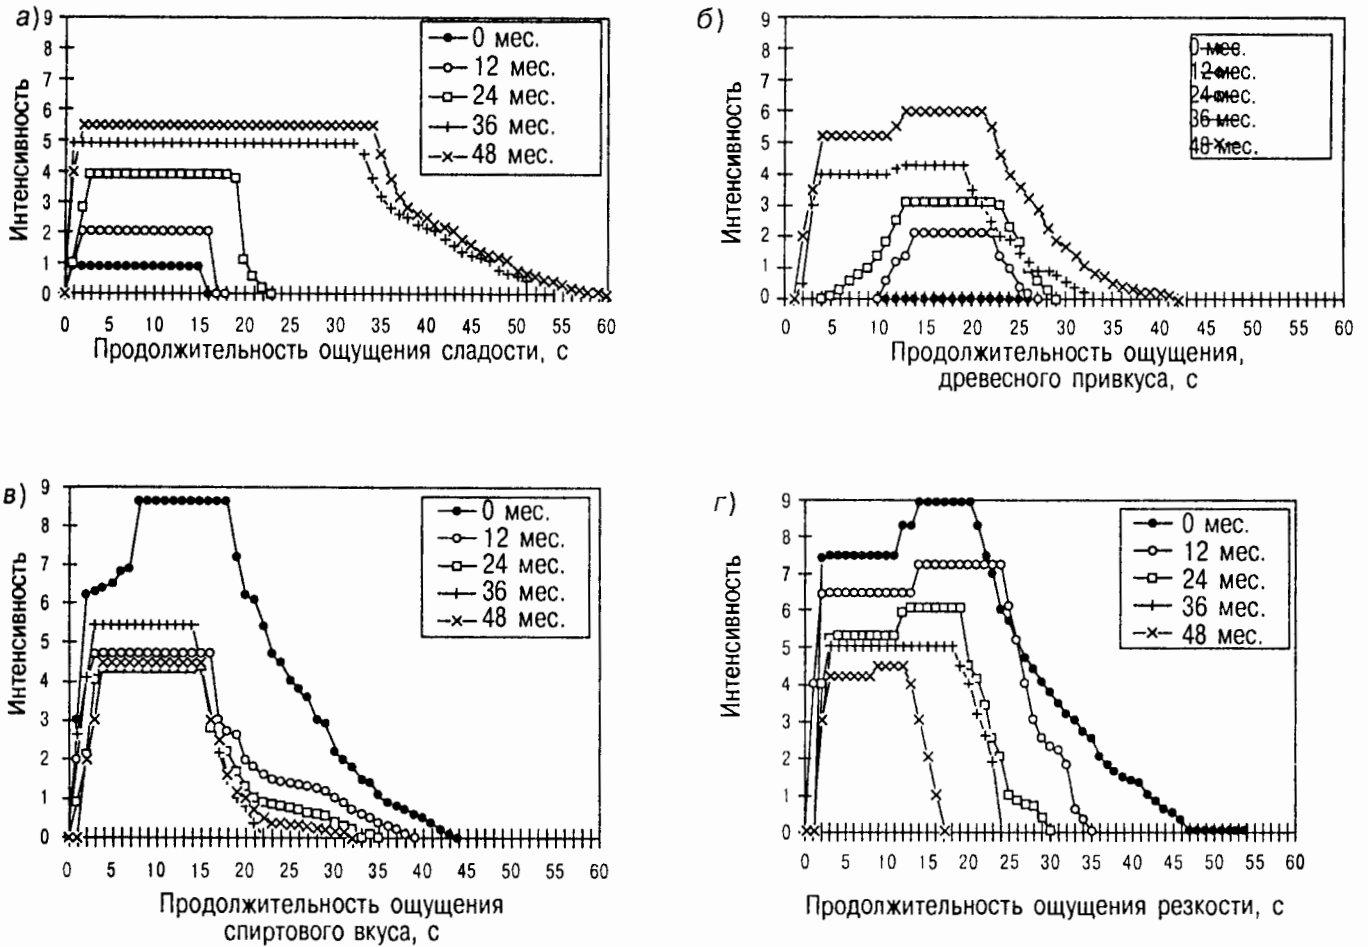 а)
9
8
7
6
5
4
3
2
1
0
Интенсивность
0 мес.
12 мес.
24 мес.
36 мес.
48 мес.
0 5 10 15 20 25 30 35 40 45 50 55 60
Продолжительность ощущения сладости, с
б)
9
8
7
6
5
4
3
2
1
0
Интенсивность
0 мес.
12 мес.
24 мес.
36 мес.
48 мес.
0 5 10 15 20 25 30 35 40 45 50 55 60
Продолжительность ощущения,
древесного привкуса, с
в)
9
8
7
6
5
4
3
2
1
0
Интенсивность
0 мес.
12 мес.
24 мес.
36 мес.
48 мес.
0 5 10 15 20 25 30 35 40 45 50 55 60
Продолжительность ощущения
спиртового вкуса, с
г)
9
8
7
6
5
4
3
2
1
0
Интенсивность
0 мес.
12 мес.
24 мес.
36 мес.
48 мес.
0 5 10 15 20 25 30 35 40 45 50 55 60
Продолжительность ощущения резкости, с